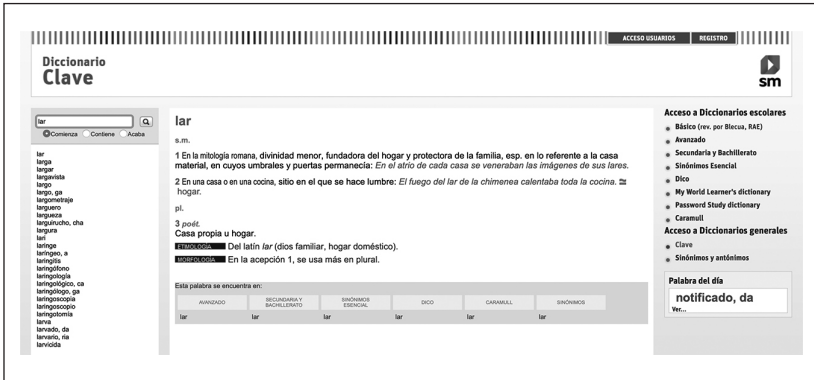 ACCESO USUARIOS
REGISTRO
Diccionario
Clave
sm
lar
Comienza Contiene Acaba
lar
larga
largar
largavista
largo
largo, ga
largometraje
larguero
largueza
larguirucho, cha
largura
lari
laringe
laríngeo, a
laringitis
laringófono
laringología
laringológico, ca
laringólogo, ga
laringoscopia
laringoscopio
laringotomía
larva
larvado, da
larvario, ria
larvicida
lar
s.m.
1 En la mitología romana, divinidad menor, fundadora del hogar y protectora de la familia, esp. en lo referente a la casa
material, en cuyos umbrales y puertas permanecía: En el atrio de cada casa se veneraban las imágenes de sus lares.
2 En una casa o en una cocina, sitio en el que se hace lumbre: El fuego del lar de la chimenea calentaba toda la cocina. ≅
hogar.
pl.
3 poét.
Casa propia u hogar.
ETIMOLOGÍA Del latín lar (dios familiar, hogar doméstico).
MORFOLOGÍA En la acepción 1, se usa más en plural.
Esta palabra se encuentra en:
AVANZADO
SECUNDARIA Y
BACHILLERATO
SINÓNIMOS
ESENCIAL
DICO
CARAMULL
SINÓNIMOS
lar lar lar lar lar lar
Acceso a Diccionarios escolares
Básico (rev. por Blecua, RAE)
Avanzado
Secundaria y Bachillerato
Sinónimos Esencial
Dico
My World Learner's dictionary
Password Study dictionary
Caramull
Acceso a Diccionarios generales
Clave
Sinónimos y antónimos
Palabra del día
notificado, da
Ver...